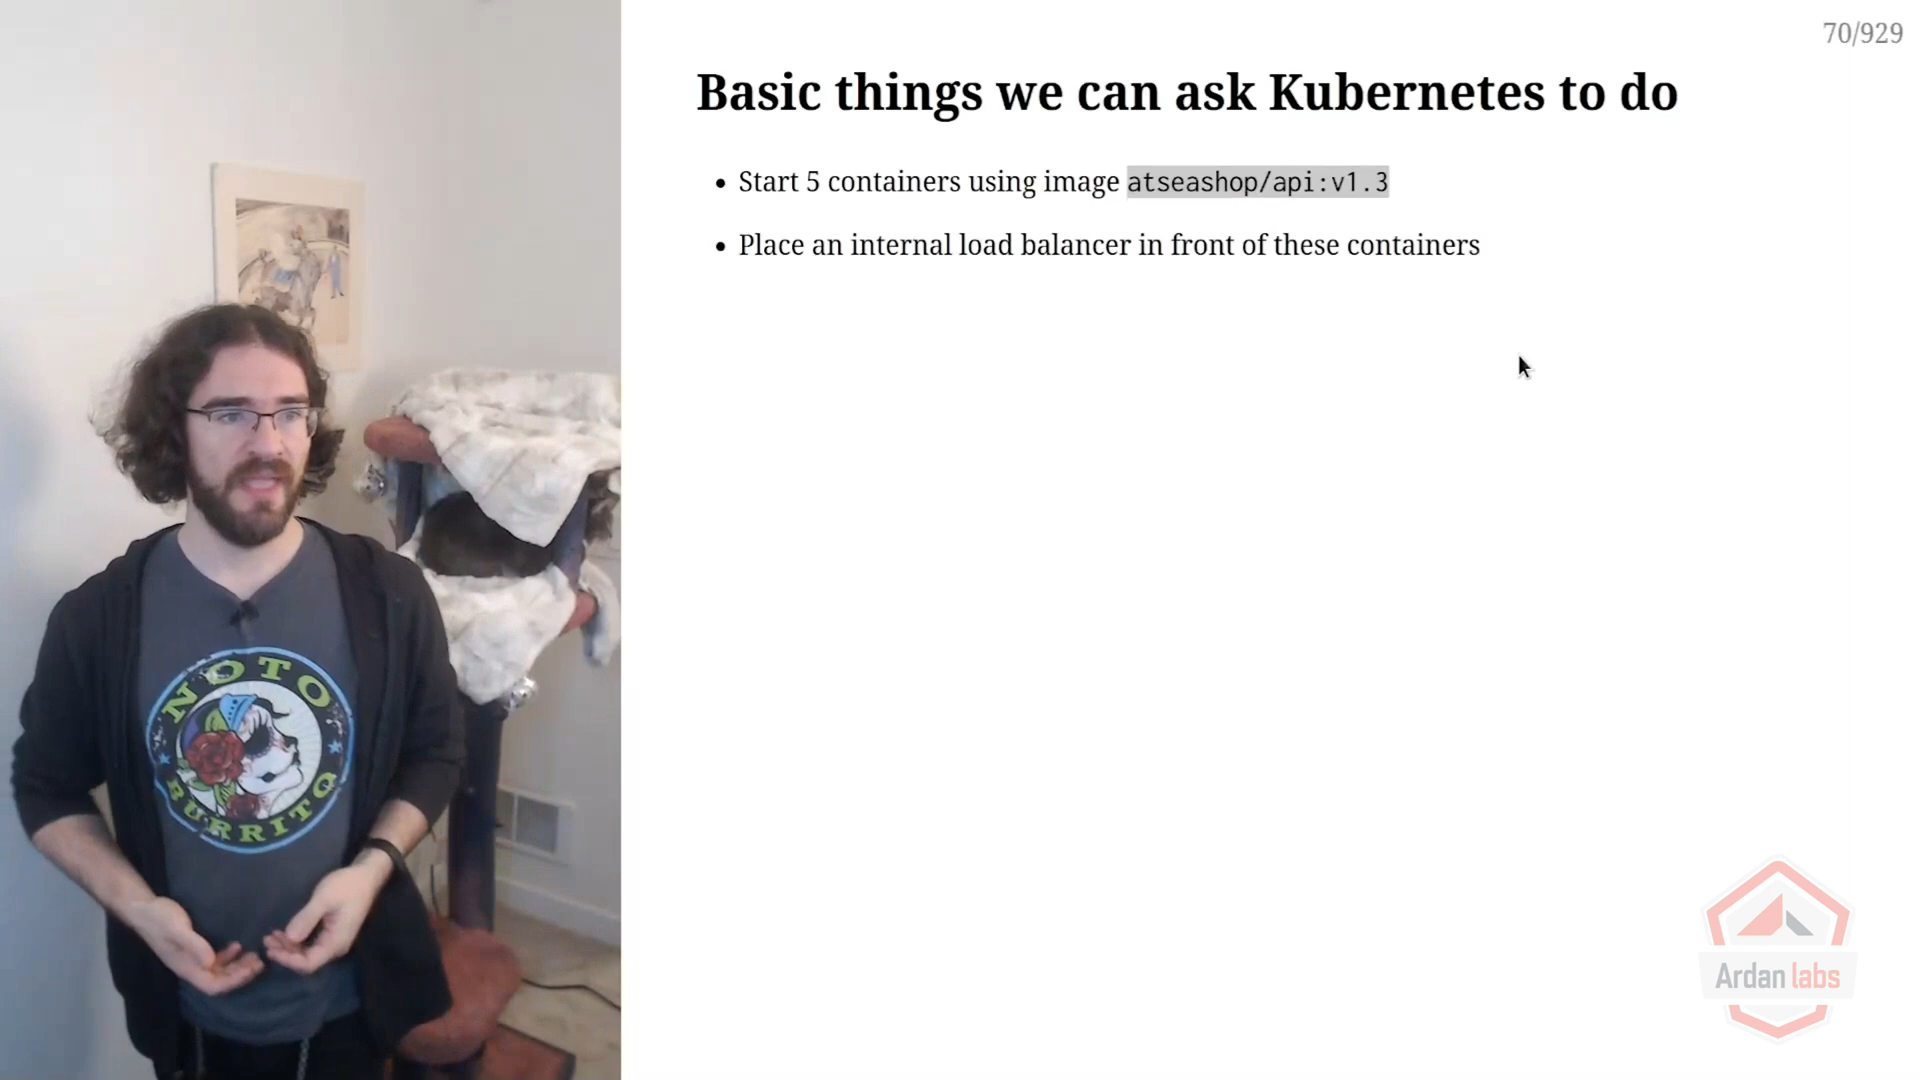 70/929
Basic things we can ask Kubernetes to do
• Start 5 containers using image atseashop/api:v1.3
• Place an internal load balancer in front of these containers
NOTO
BURRITO
Ardan labs